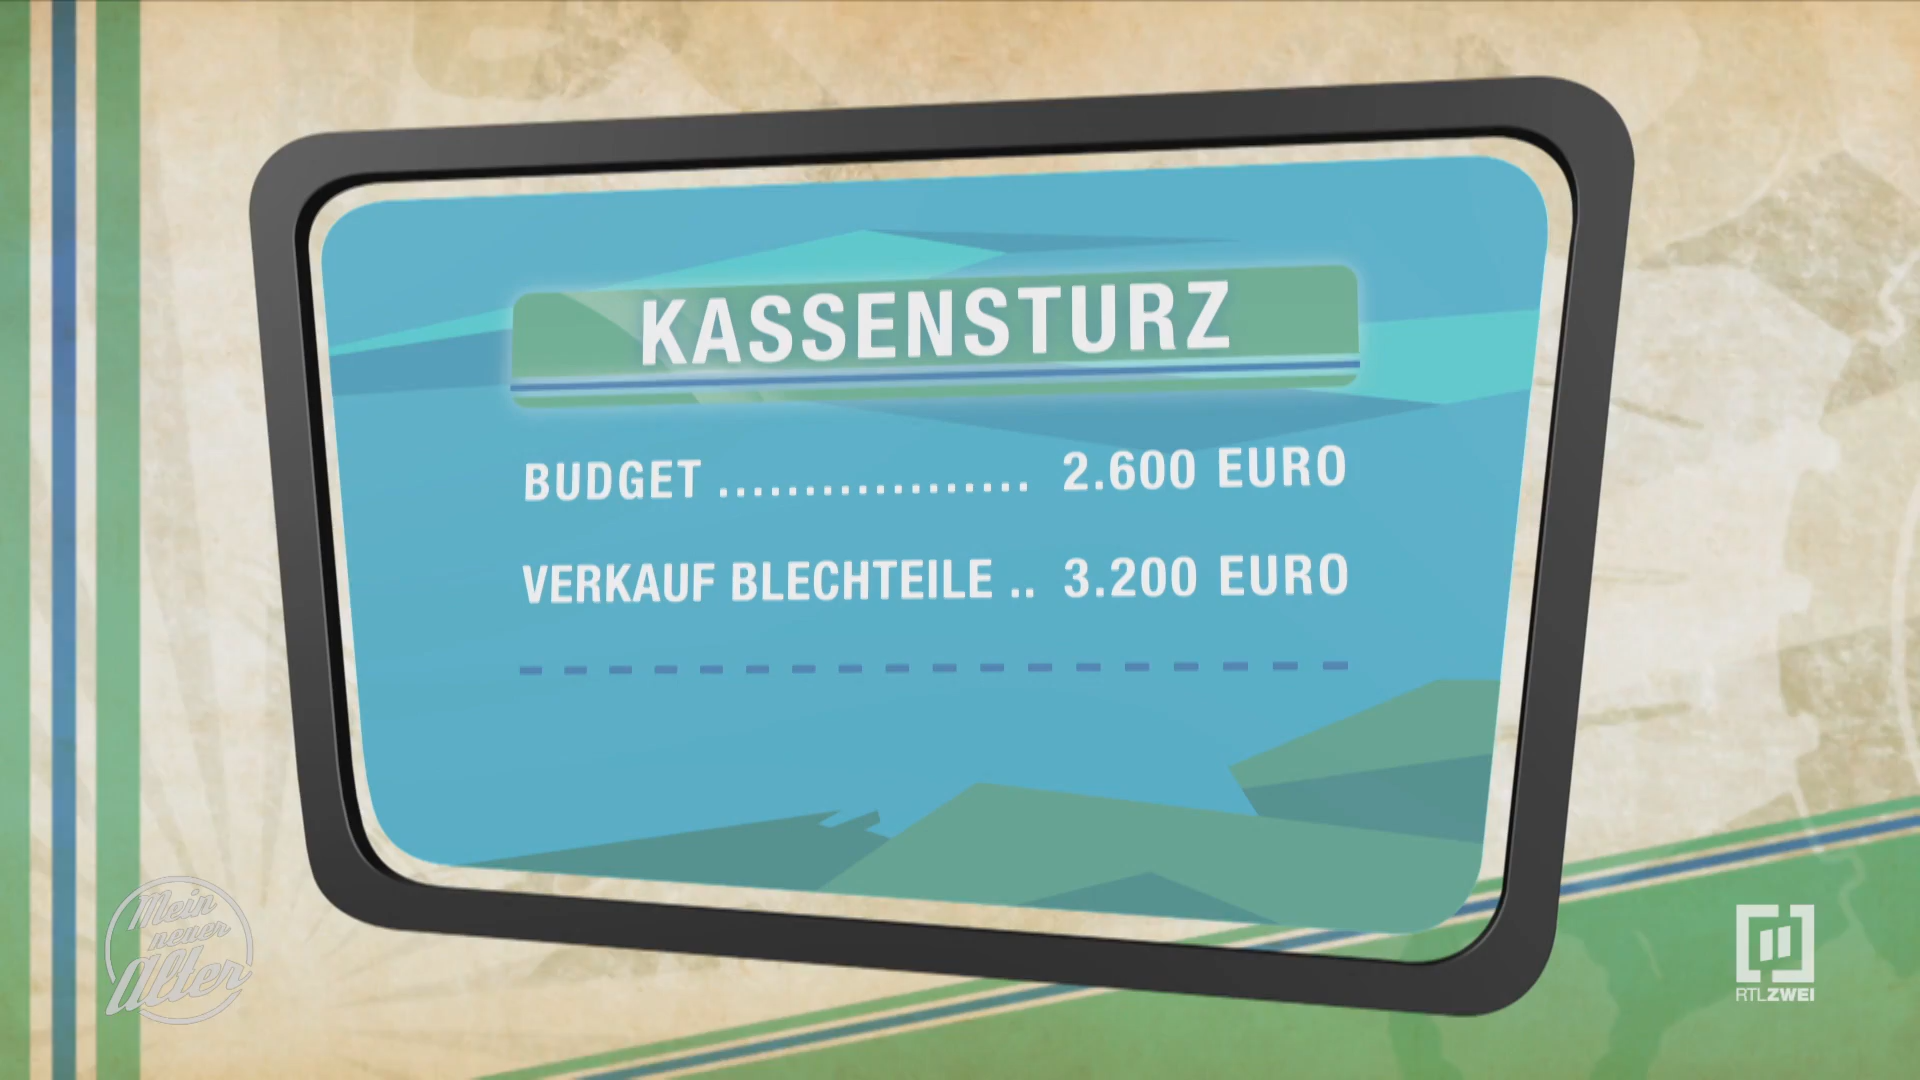 KASSENSTURZ
BUDGET .................. 2.600 EURO
VERKAUF BLECHTEILE .. 3.200 EURO
Mein
neuer
Alter
RTLZWEI